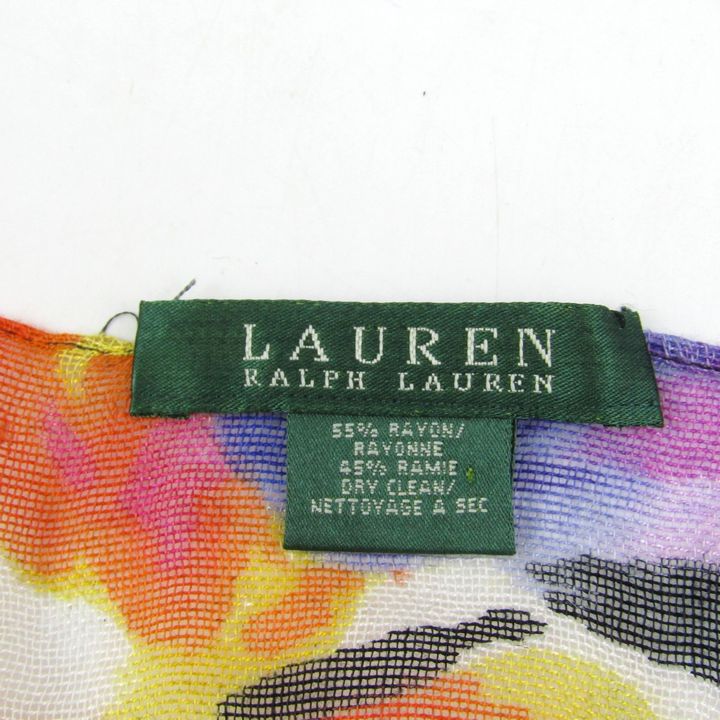 LAUREN
RALPH LAUREN
55% RAYON/
RAYONNE
45% RAMIE
DRY CLEAN/
NETTOYAGE A SEC